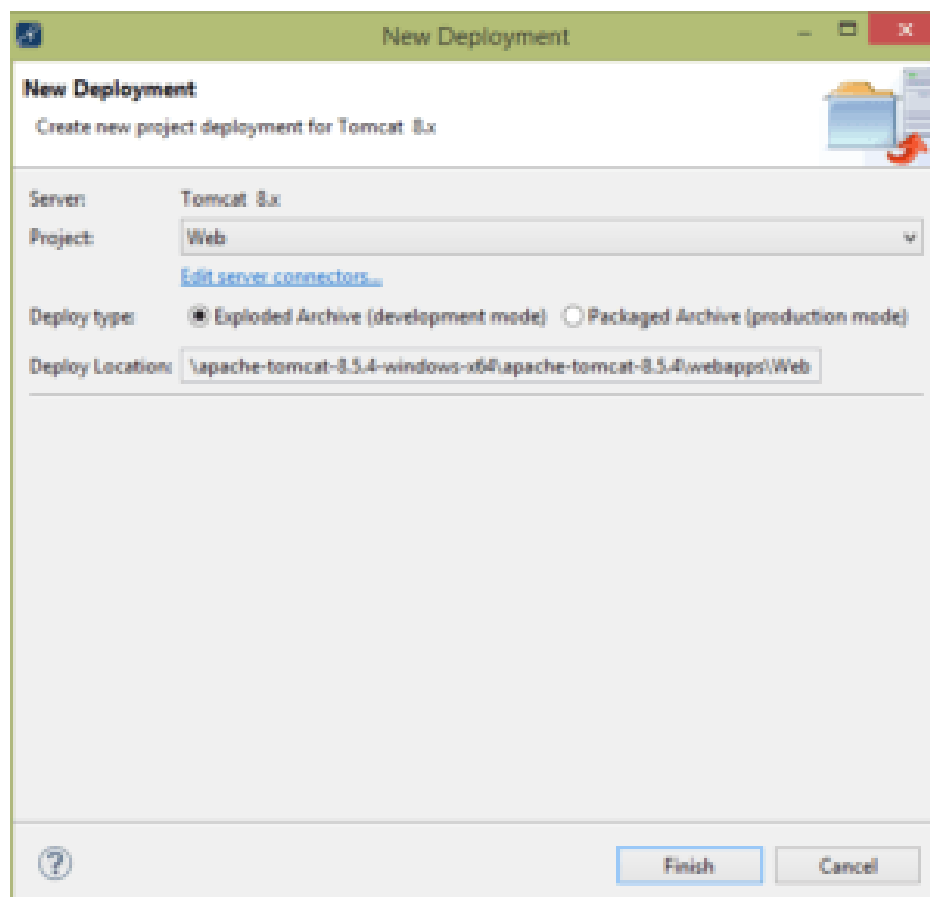 New Deployment
New Deployment
Create new project deployment for Tomcat 8.x
Server: Tomcat 8.x
Project: Web
Edit server connectors...
Deploy type: Exploded Archive (development mode) Packaged Archive (production mode)
Deploy Location: \apache-tomcat-8.5.4-windows-x64\apache-tomcat-8.5.4\webapps\Web
?
Finish Cancel